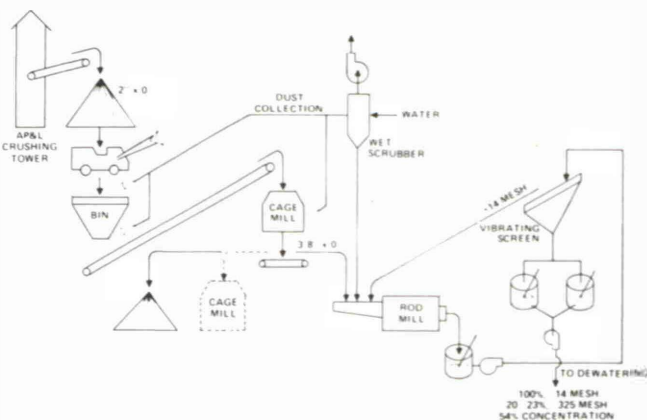 AP&L
CRUSHING
TOWER
2" x 0
BIN
DUST
COLLECTION
WATER
WET
SCRUBBER
CAGE
MILL
3 8 x 0
CAGE
MILL
ROD
MILL
-14 MESH
VIBRATING
SCREEN
TO DEWATERING
100%, 14 MESH
20 23%, 325 MESH
54% CONCENTRATION